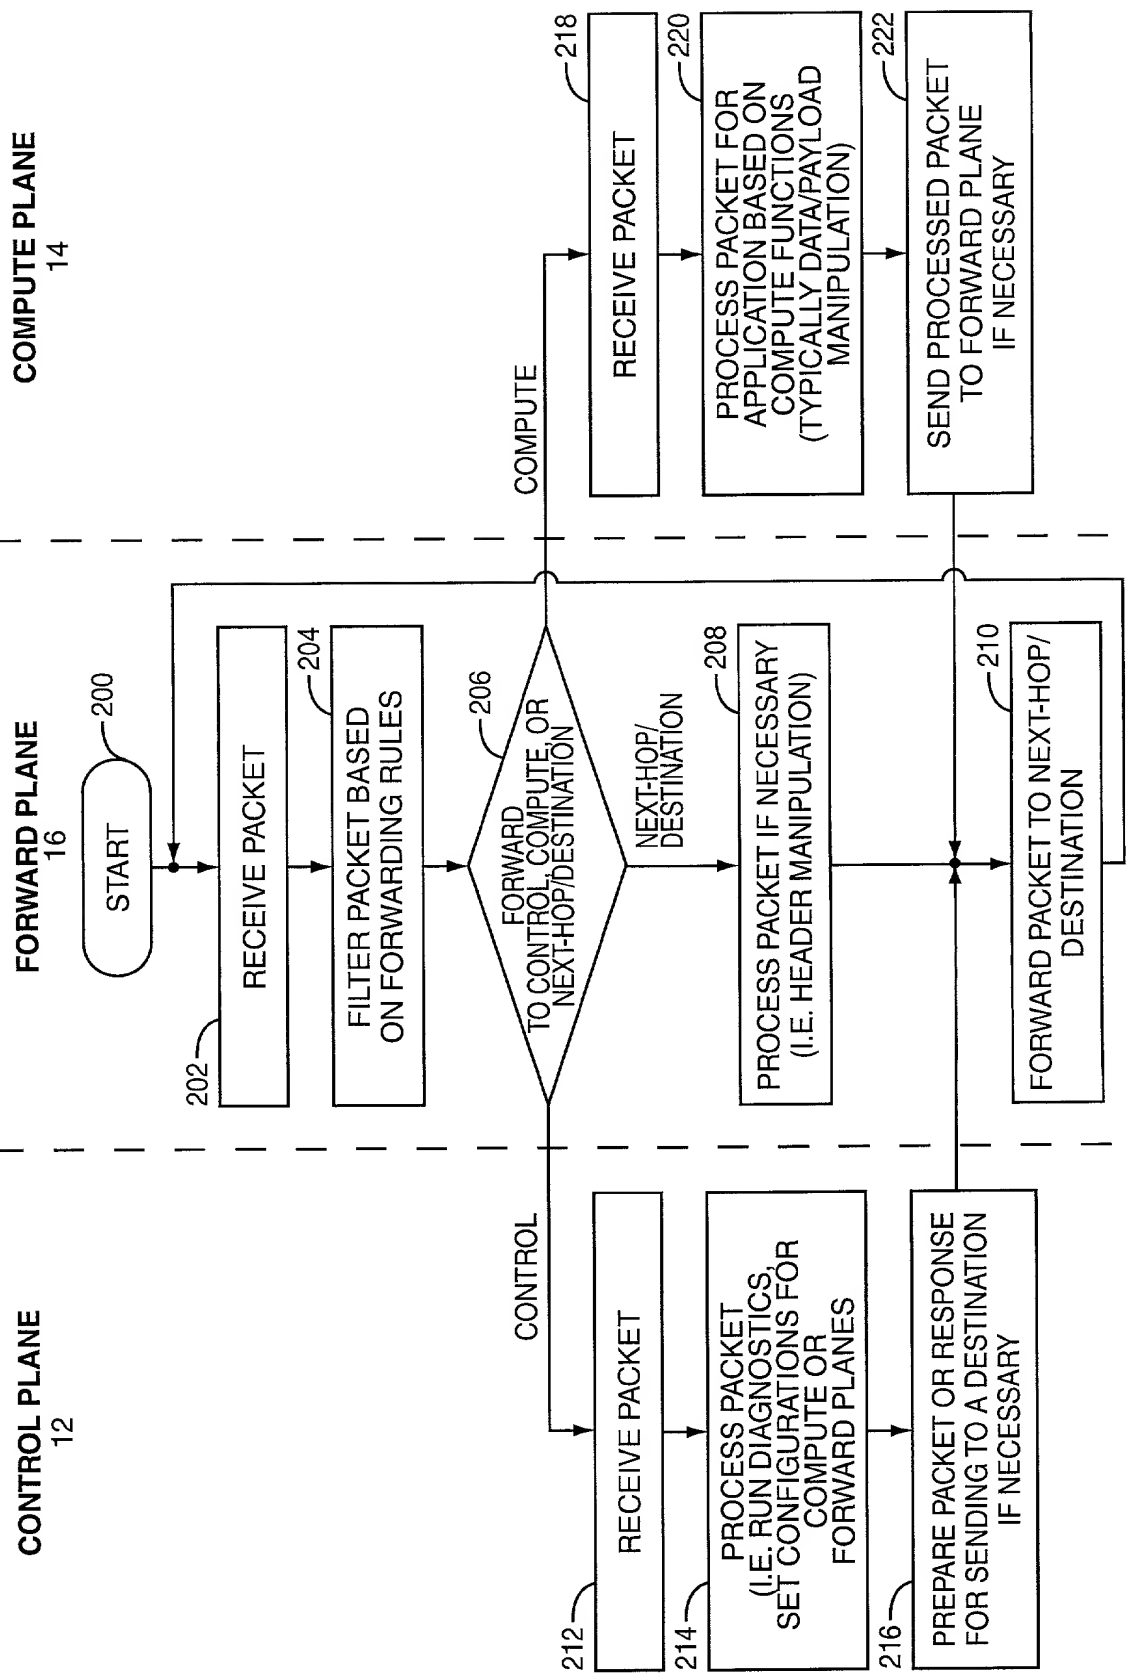 CONTROL PLANE
12
FORWARD PLANE
16
COMPUTE PLANE
14
START
200
202
RECEIVE PACKET
204
FILTER PACKET BASED
ON FORWARDING RULES
206
FORWARD
TO CONTROL, COMPUTE, OR
NEXT-HOP/DESTINATION
CONTROL
COMPUTE
NEXT-HOP/
DESTINATION
208
PROCESS PACKET IF NECESSARY
(I.E. HEADER MANIPULATION)
210
FORWARD PACKET TO NEXT-HOP/
DESTINATION
212
RECEIVE PACKET
214
PROCESS PACKET
(I.E. RUN DIAGNOSTICS,
SET CONFIGURATIONS FOR
COMPUTE OR
FORWARD PLANES
216
PREPARE PACKET OR RESPONSE
FOR SENDING TO A DESTINATION
IF NECESSARY
218
RECEIVE PACKET
220
PROCESS PACKET FOR
APPLICATION BASED ON
COMPUTE FUNCTIONS
(TYPICALLY DATA/PAYLOAD
MANIPULATION)
222
SEND PROCESSED PACKET
TO FORWARD PLANE
IF NECESSARY